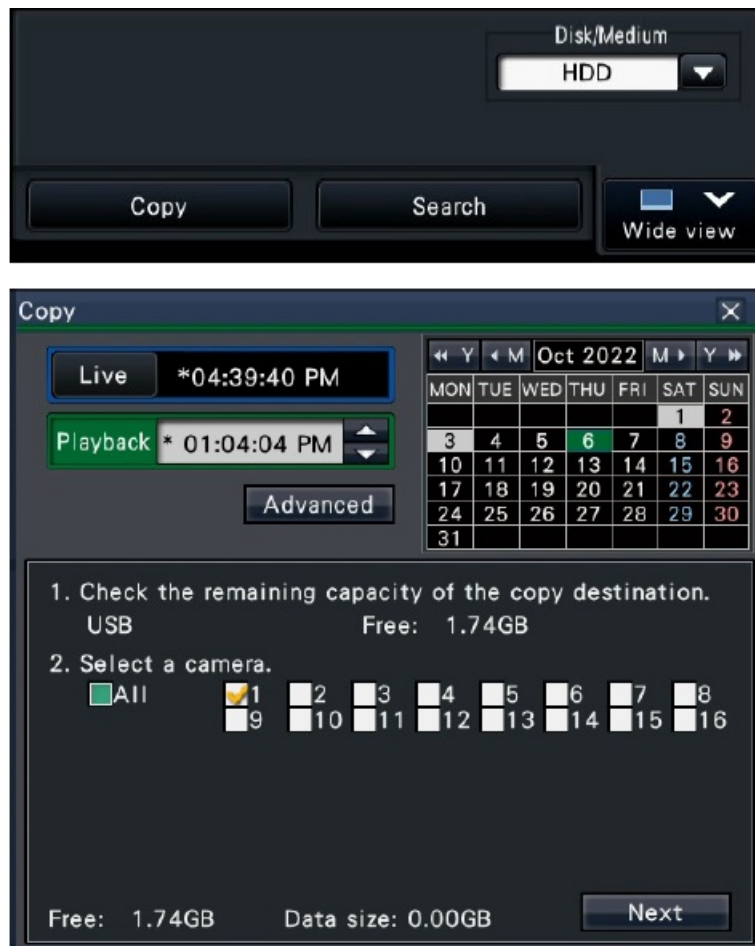 Disk/Medium
HDD
Copy Search Wide view
Copy
Live *04:39:40 PM
Playback * 01:04:04 PM
Advanced
Y M Oct 2022 M Y
MON TUE WED THU FRI SAT SUN
1 2
3 4 5 6 7 8 9
10 11 12 13 14 15 16
17 18 19 20 21 22 23
24 25 26 27 28 29 30
31
1. Check the remaining capacity of the copy destination.
USB Free: 1.74GB
2. Select a camera.
All 1 2 3 4 5 6 7 8
9 10 11 12 13 14 15 16
Free: 1.74GB Data size: 0.00GB Next